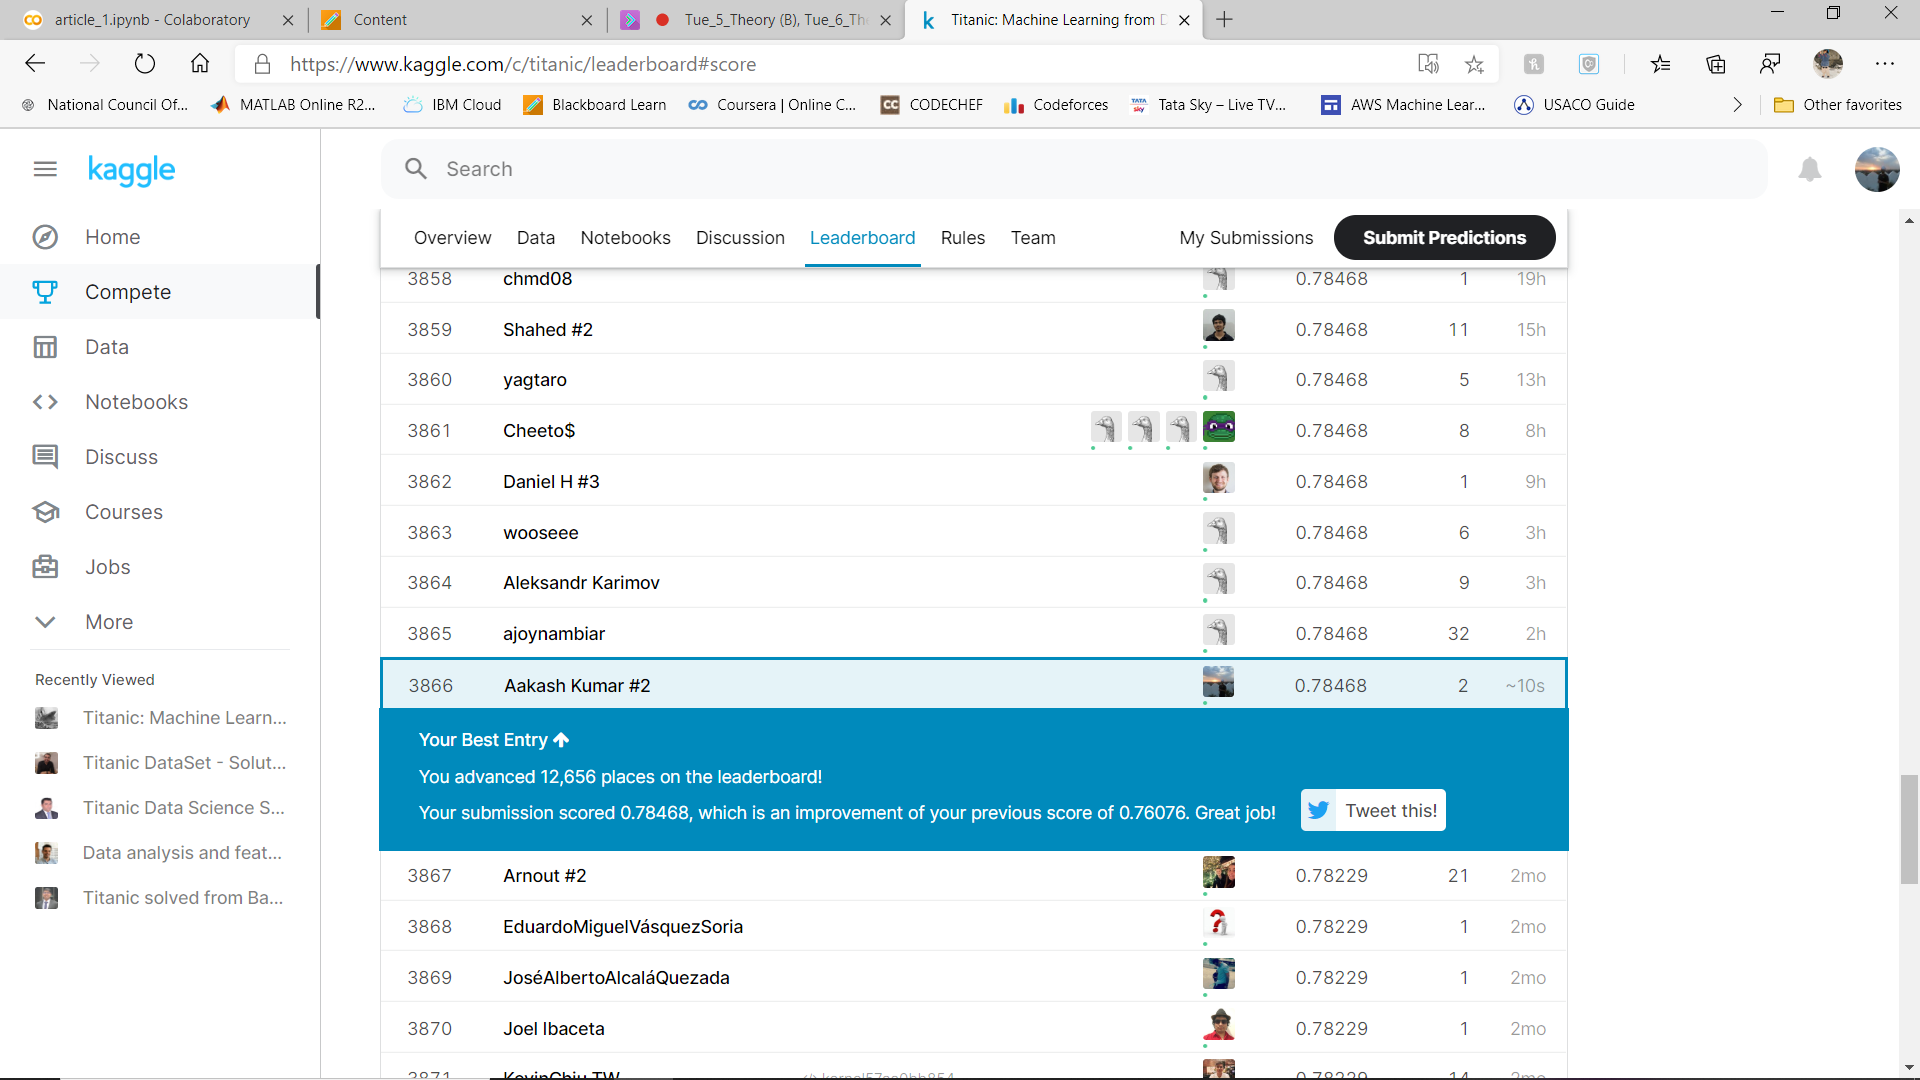 article_1.ipynb - Colaboratory
Content
Tue_5_Theory (B), Tue_6_Th
Titanic: Machine Learning from D
https://www.kaggle.com/c/titanic/leaderboard#score
National Council Of...
MATLAB Online R2...
IBM Cloud
Blackboard Learn
Coursera | Online C...
CODECHEF
Codeforces
Tata Sky – Live TV...
AWS Machine Lear...
USACO Guide
Other favorites
kaggle
Search
Home
Compete
Data
Notebooks
Discuss
Courses
Jobs
More
Recently Viewed
Titanic: Machine Learn...
Titanic DataSet - Solut...
Titanic Data Science S...
Data analysis and feat...
Titanic solved from Ba...
Overview Data Notebooks Discussion Leaderboard Rules Team My Submissions Submit Predictions
3858 chmd08 0.78468 1 19h
3859 Shahed #2 0.78468 11 15h
3860 yagtaro 0.78468 5 13h
3861 Cheeto$ 0.78468 8 8h
3862 Daniel H #3 0.78468 1 9h
3863 wooseee 0.78468 6 3h
3864 Aleksandr Karimov 0.78468 9 3h
3865 ajoynambiar 0.78468 32 2h
3866 Aakash Kumar #2 0.78468 2 ~10s
Your Best Entry
You advanced 12,656 places on the leaderboard!
Your submission scored 0.78468, which is an improvement of your previous score of 0.76076. Great job!
Tweet this!
3867 Arnout #2 0.78229 21 2mo
3868 EduardoMiguelVásquezSoria 0.78229 1 2mo
3869 JoséAlbertoAlcaláQuezada 0.78229 1 2mo
3870 Joel Ibaceta 0.78229 1 2mo
3871 KevinChiu TW 0.78229 14 2mo